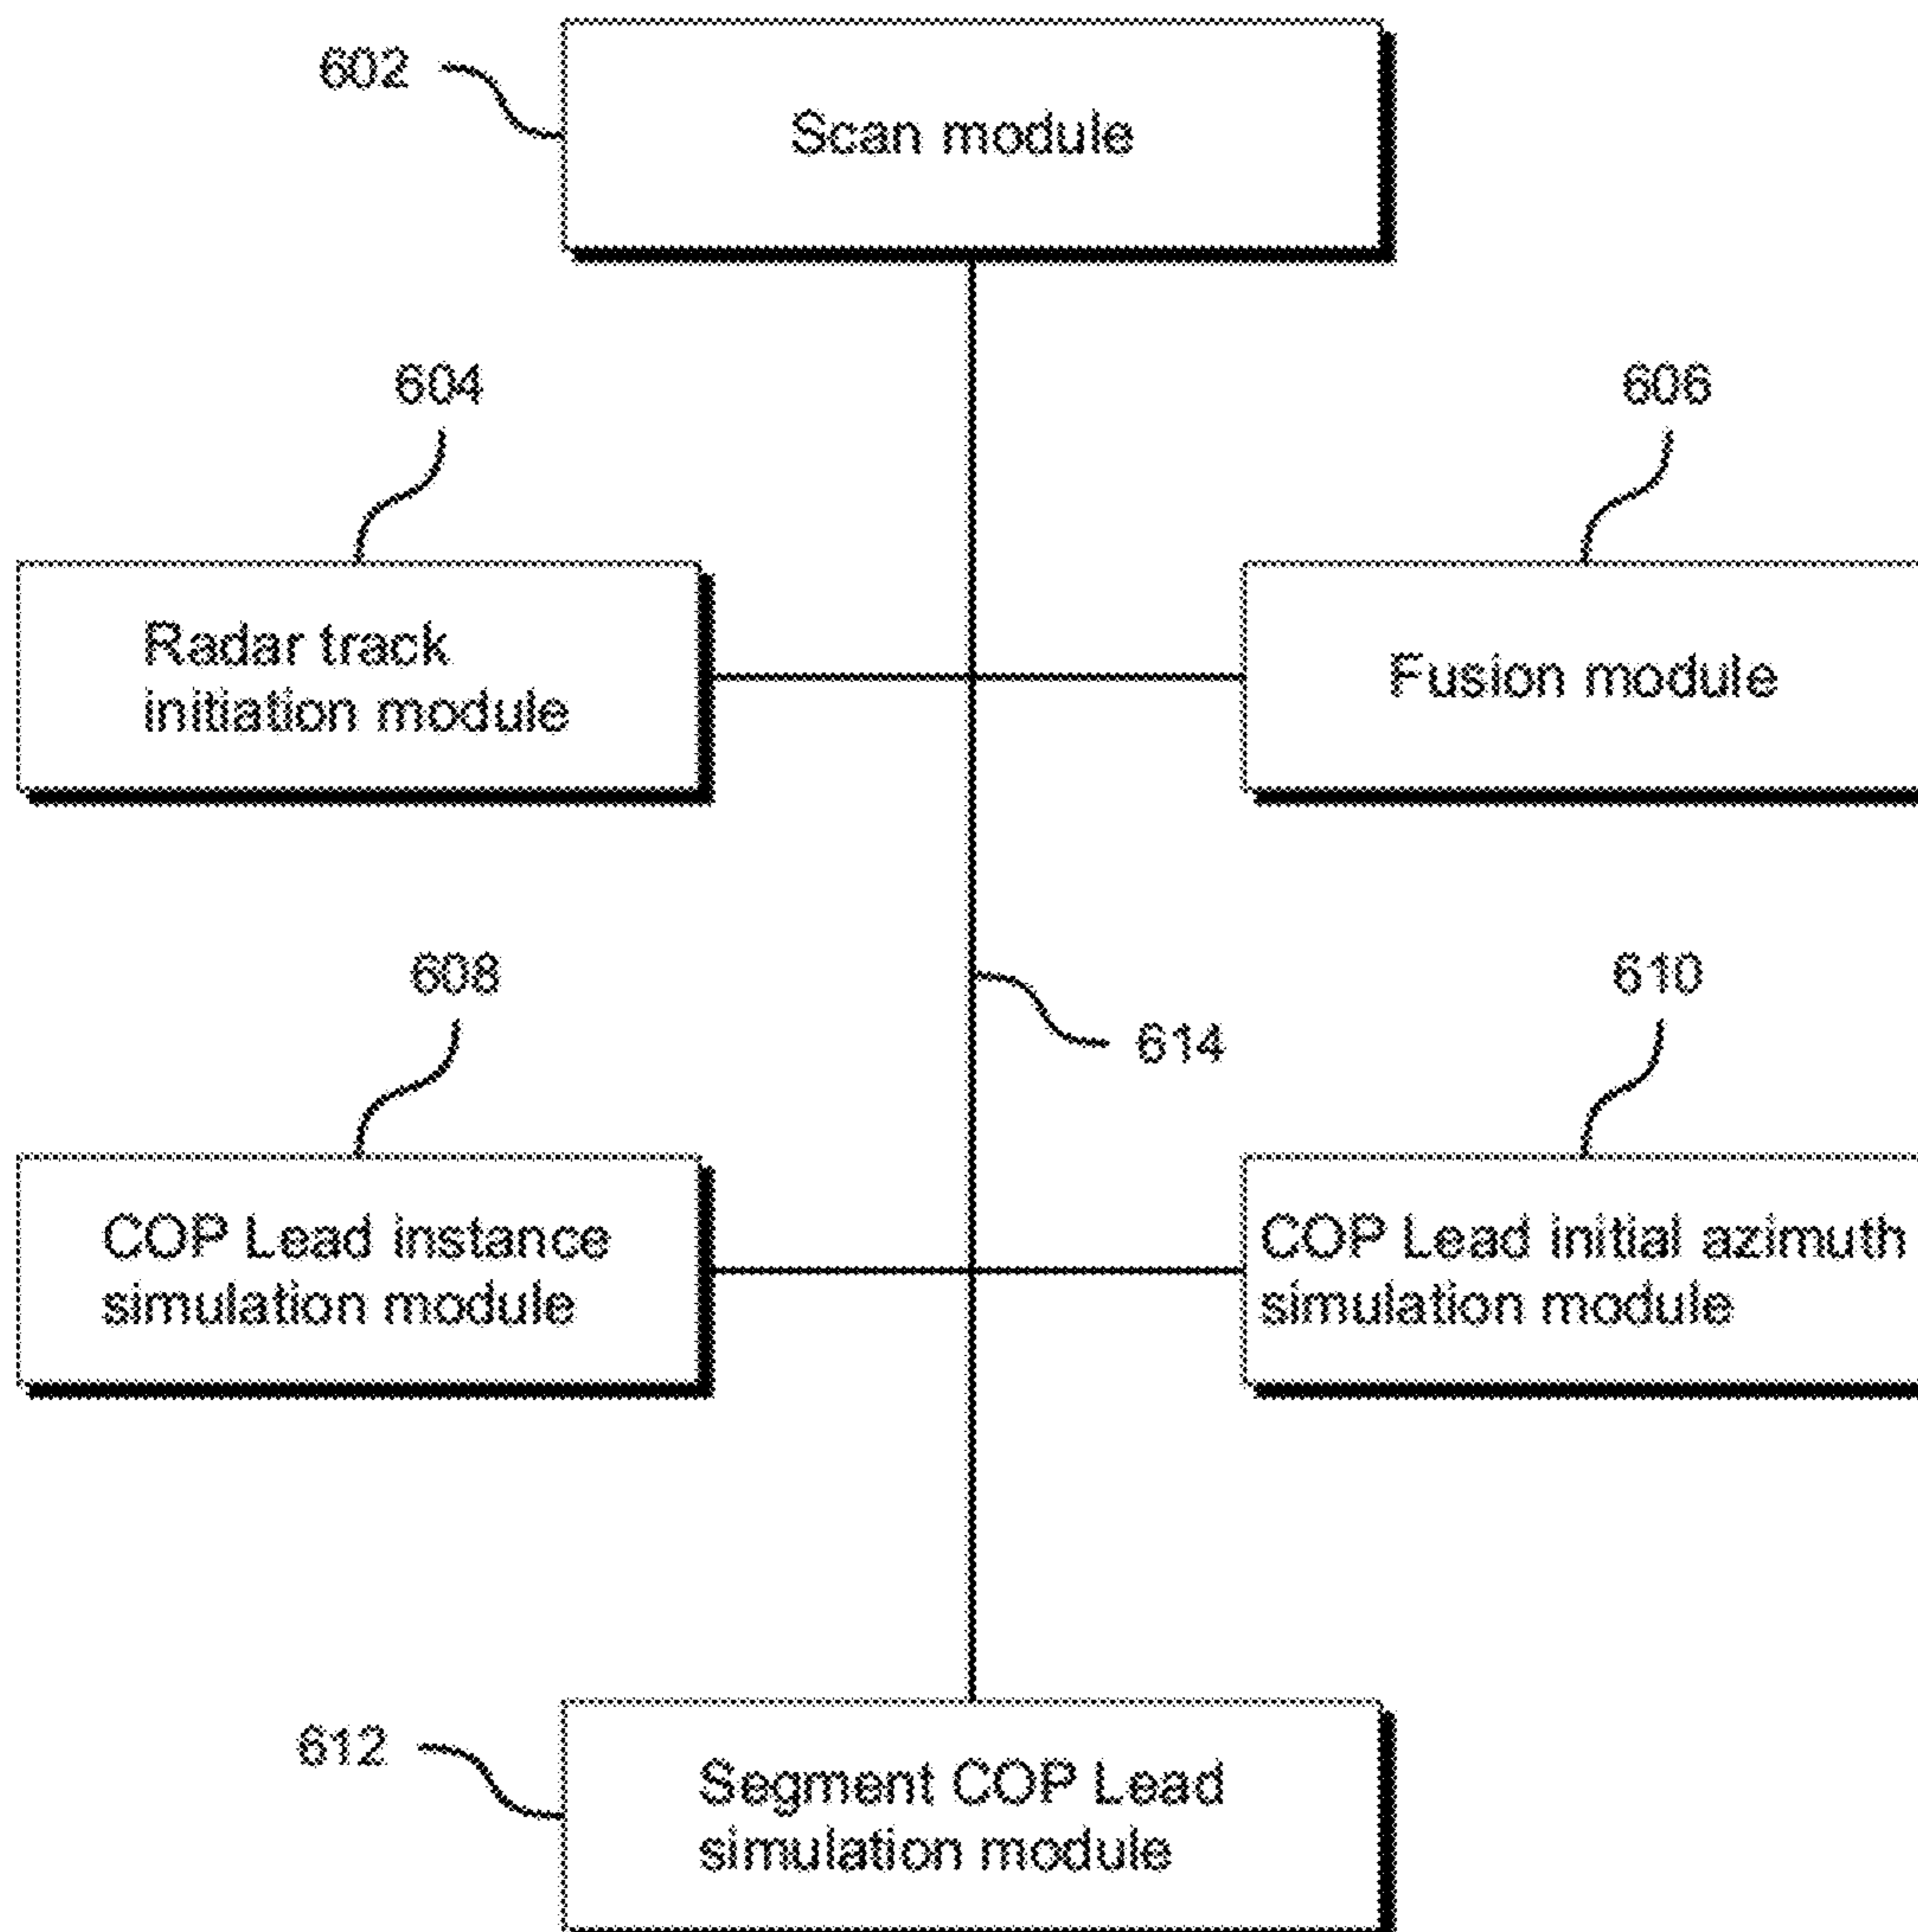 602
Scan module
604
606
Radar track
initiation module
Fusion module
608
610
614
COP Lead instance
simulation module
COP Lead initial azimuth
simulation module
612
Segment COP Lead
simulation module